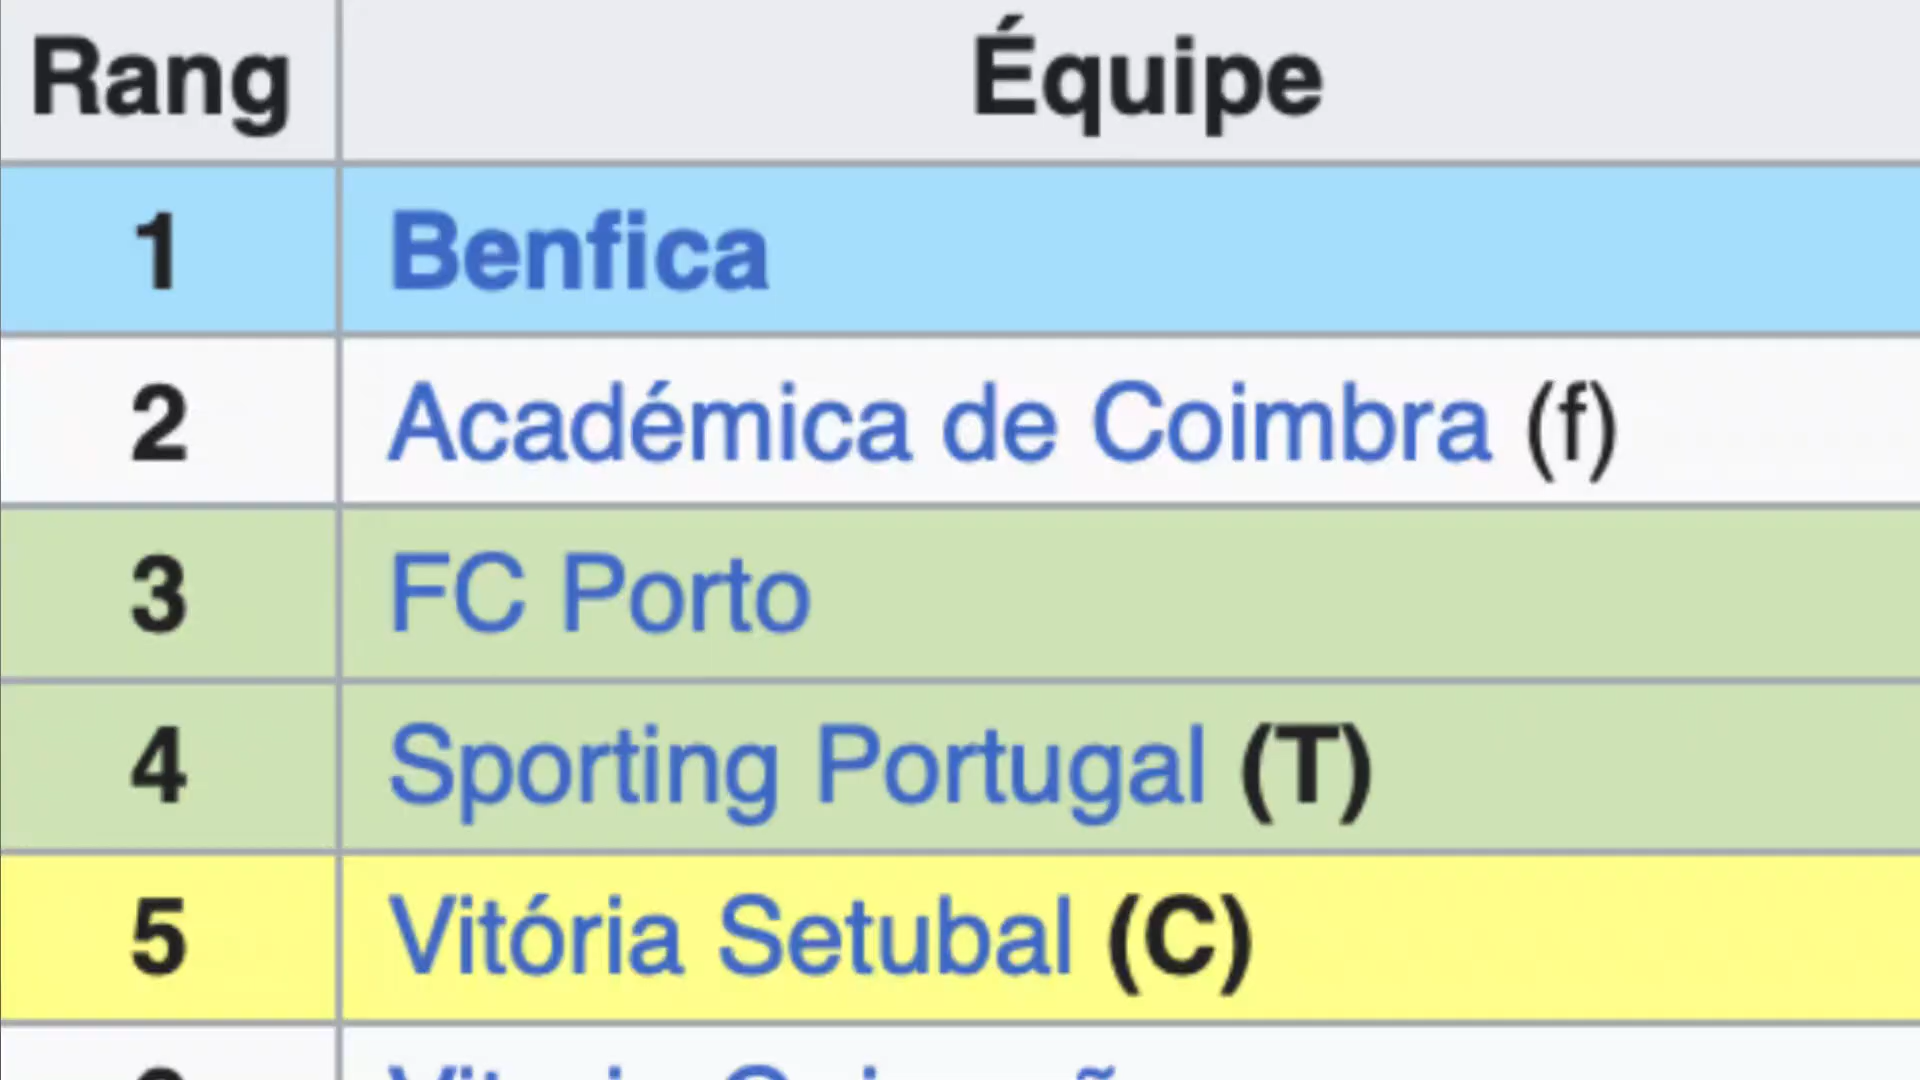 Rang Équipe
1 Benfica
2 Académica de Coimbra (f)
3 FC Porto
4 Sporting Portugal (T)
5 Vitória Setubal (C)